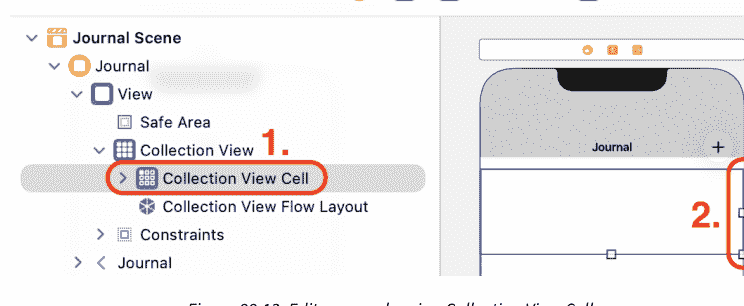 Journal Scene
Journal
View
Safe Area
Collection View
1.
Collection View Cell
Collection View Flow Layout
Constraints
Journal
Journal
+
2.